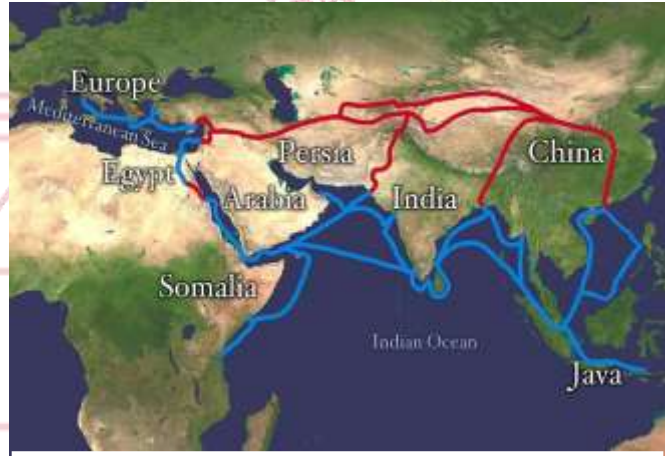 Europe
Mediterranean Sea
Egypt
Persia
China
Arabia
India
Somalia
Indian Ocean
Java